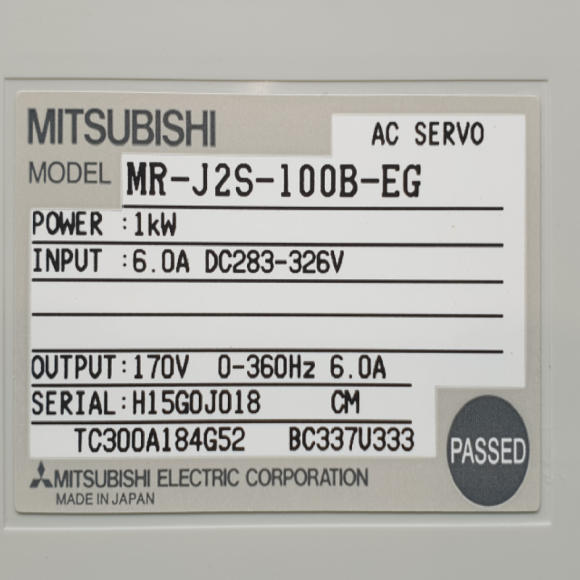 MITSUBISHI
AC SERVO
MODEL MR-J2S-100B-EG
POWER :1kW
INPUT :6.0A DC283-326V
OUTPUT:170V 0-360Hz 6.0A
SERIAL:H15G0J018 CM
TC300A184G52 BC337U333
PASSED
MITSUBISHI ELECTRIC CORPORATION
MADE IN JAPAN